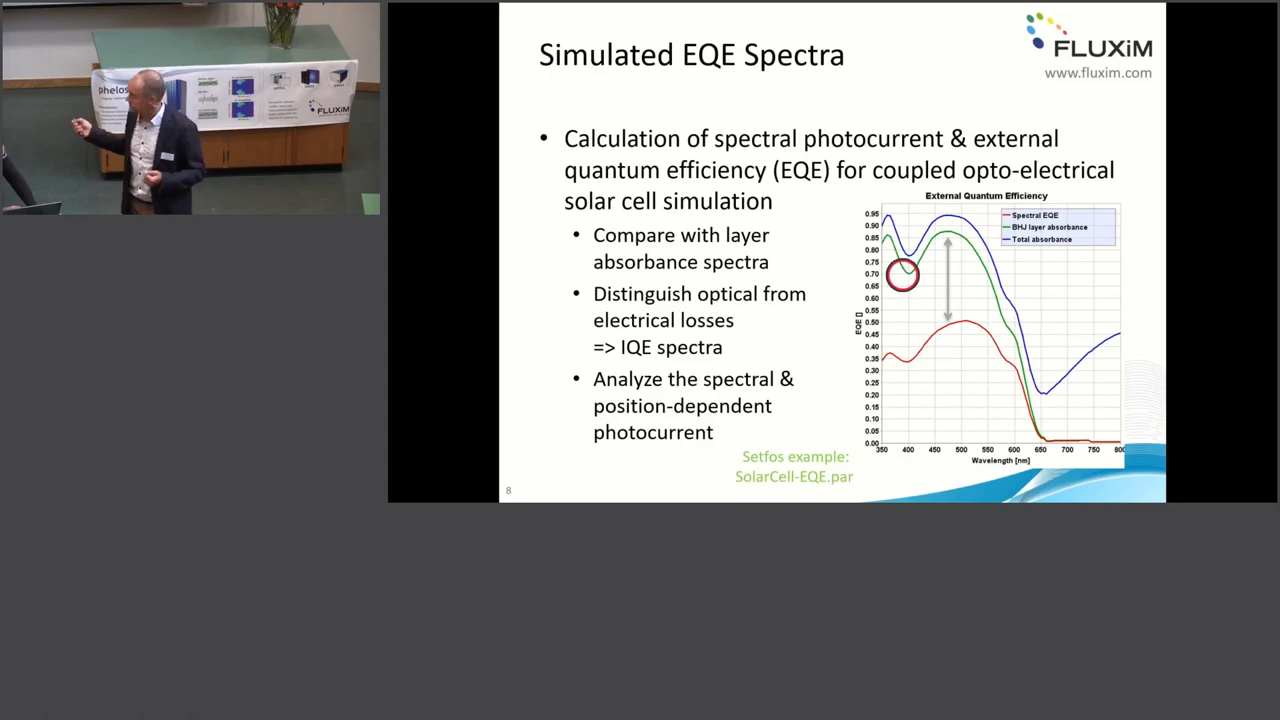 Simulated EQE Spectra
FLUXiM
www.fluxim.com
• Calculation of spectral photocurrent & external
quantum efficiency (EQE) for coupled opto-electrical
solar cell simulation
• Compare with layer
absorbance spectra
• Distinguish optical from
electrical losses
=> IQE spectra
• Analyze the spectral &
position-dependent
photocurrent
Setfos example:
SolarCell-EQE.par
8
External Quantum Efficiency
Spectral EQE
BHJ layer absorbance
Total absorbance
EQE []
0.95
0.90
0.85
0.80
0.75
0.70
0.65
0.60
0.55
0.50
0.45
0.40
0.35
0.30
0.25
0.20
0.15
0.10
0.05
0.00
350 400 450 500 550 600 650 700 750 800
Wavelength [nm]
phelos
FLUXiM